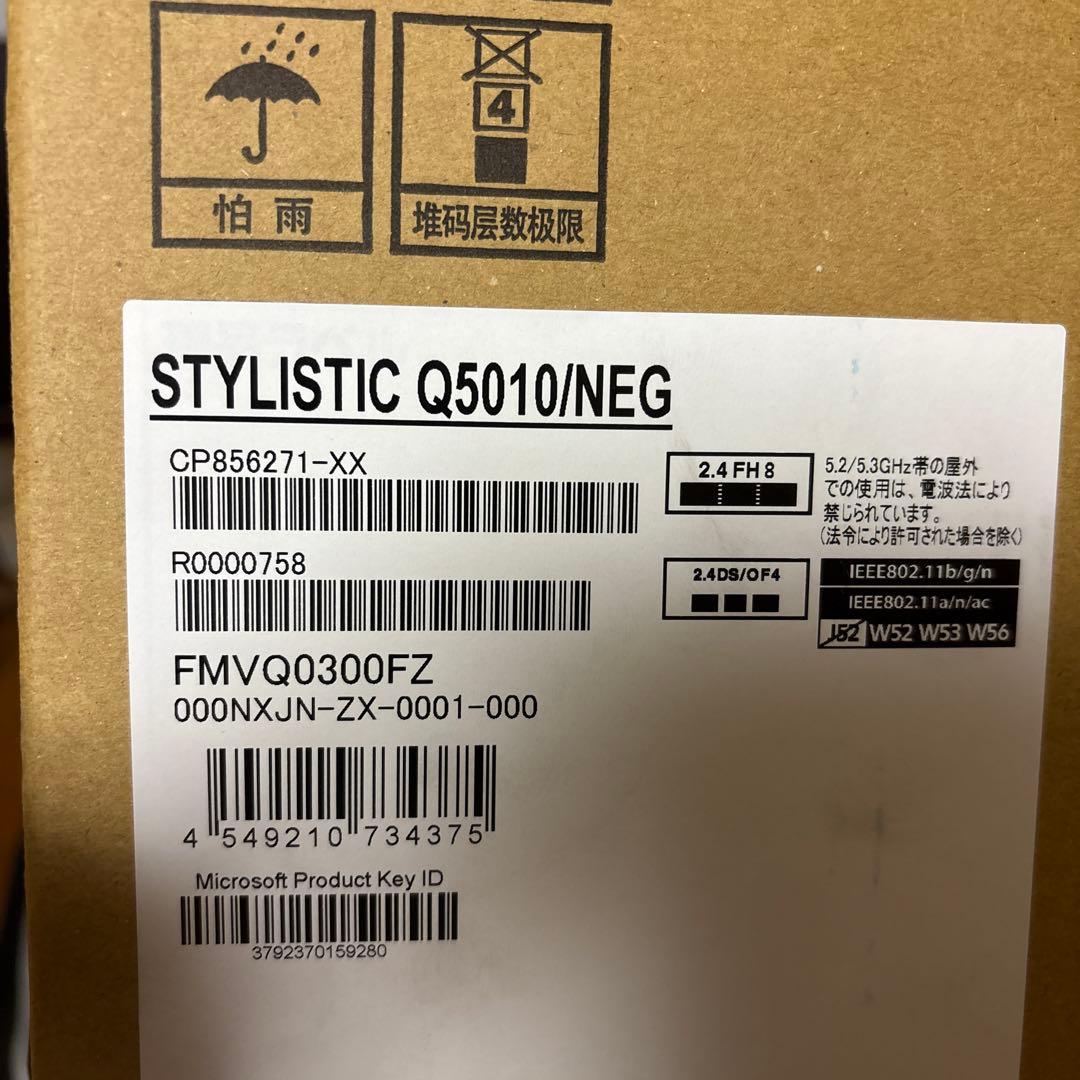 4
怕雨
堆码层数极限
STYLISTIC Q5010/NEG
CP856271-XX
2.4 FH 8
5.2/5.3GHz帯の屋外
での使用は、電波法により
禁じられています。
(法令により許可された場合を除く)
R0000758
2.4DS/OF4
IEEE802.11b/g/n
IEEE802.11a/n/ac
J52 W52 W53 W56
FMVQ0300FZ
000NXJN-ZX-0001-000
4 549210 734375
Microsoft Product Key ID
3792370159280